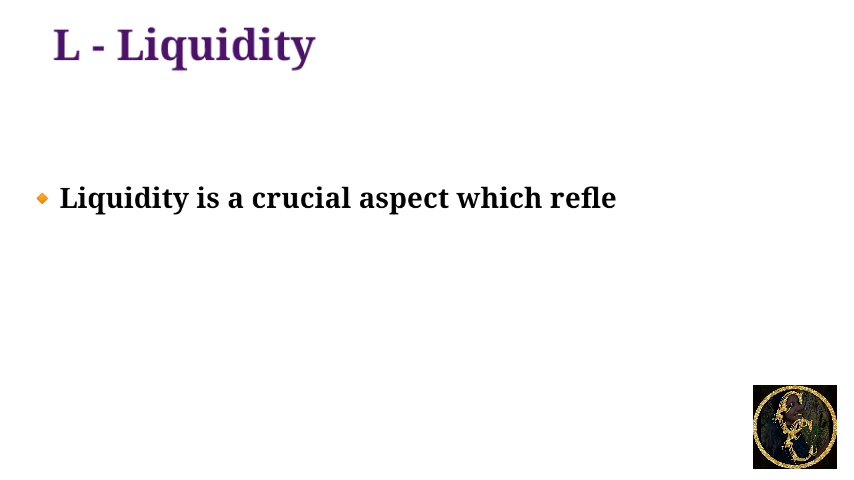 L - Liquidity
Liquidity is a crucial aspect which refle